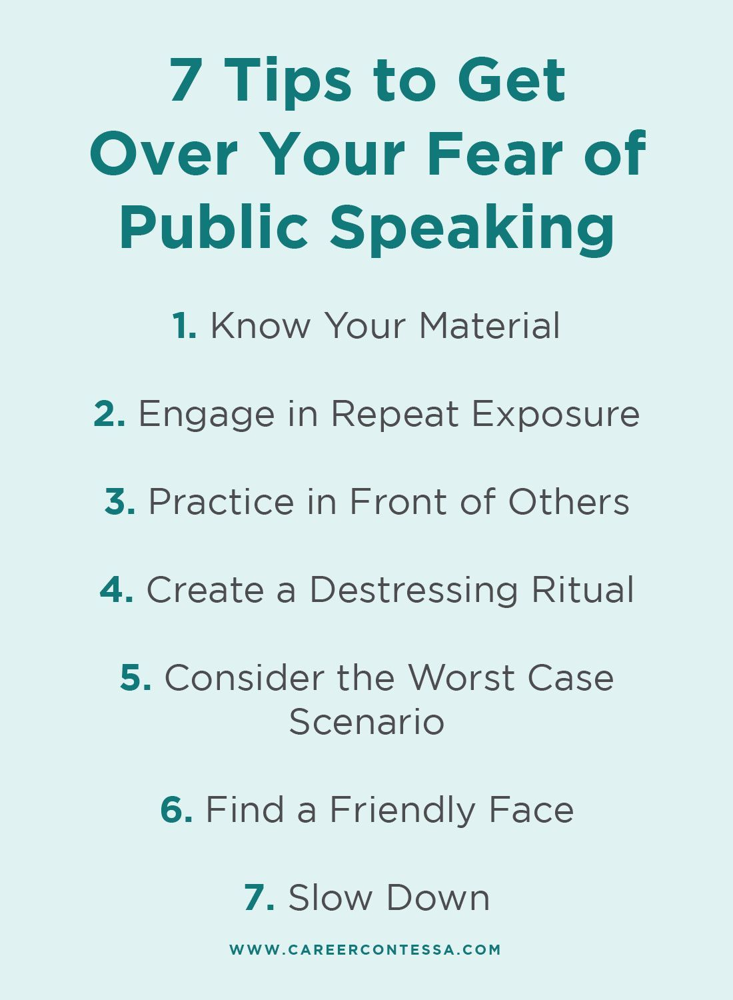 7 Tips to Get
Over Your Fear of
Public Speaking
1. Know Your Material
2. Engage in Repeat Exposure
3. Practice in Front of Others
4. Create a Destressing Ritual
5. Consider the Worst Case
Scenario
6. Find a Friendly Face
7. Slow Down
WWW.CAREERCONTESSA.COM